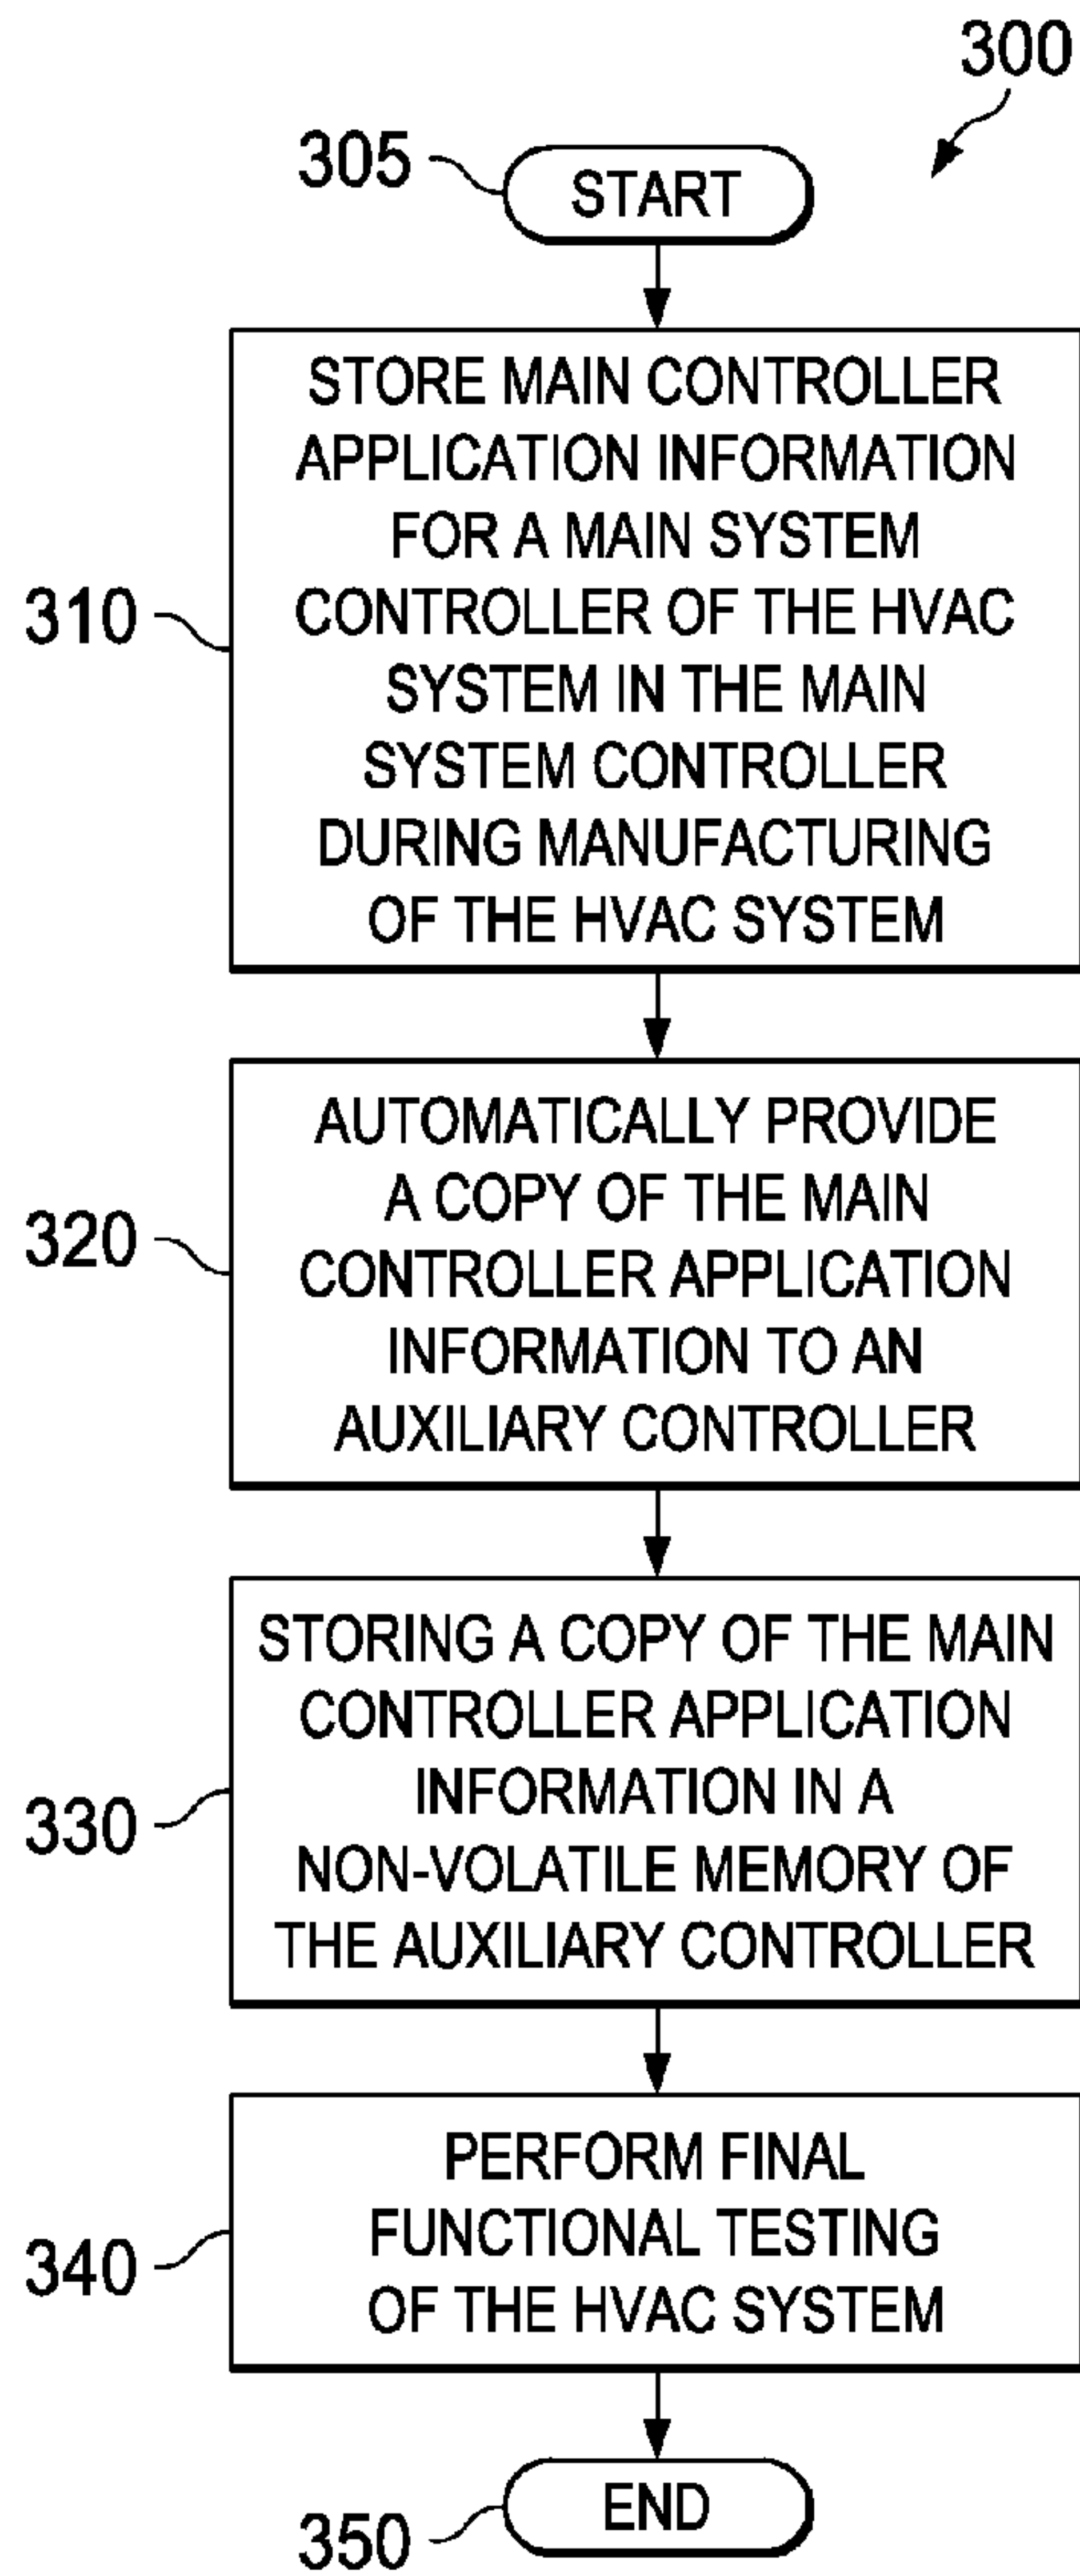 300
305
START
310
STORE MAIN CONTROLLER
APPLICATION INFORMATION
FOR A MAIN SYSTEM
CONTROLLER OF THE HVAC
SYSTEM IN THE MAIN
SYSTEM CONTROLLER
DURING MANUFACTURING
OF THE HVAC SYSTEM
320
AUTOMATICALLY PROVIDE
A COPY OF THE MAIN
CONTROLLER APPLICATION
INFORMATION TO AN
AUXILIARY CONTROLLER
330
STORING A COPY OF THE MAIN
CONTROLLER APPLICATION
INFORMATION IN A
NON-VOLATILE MEMORY OF
THE AUXILIARY CONTROLLER
340
PERFORM FINAL
FUNCTIONAL TESTING
OF THE HVAC SYSTEM
350
END